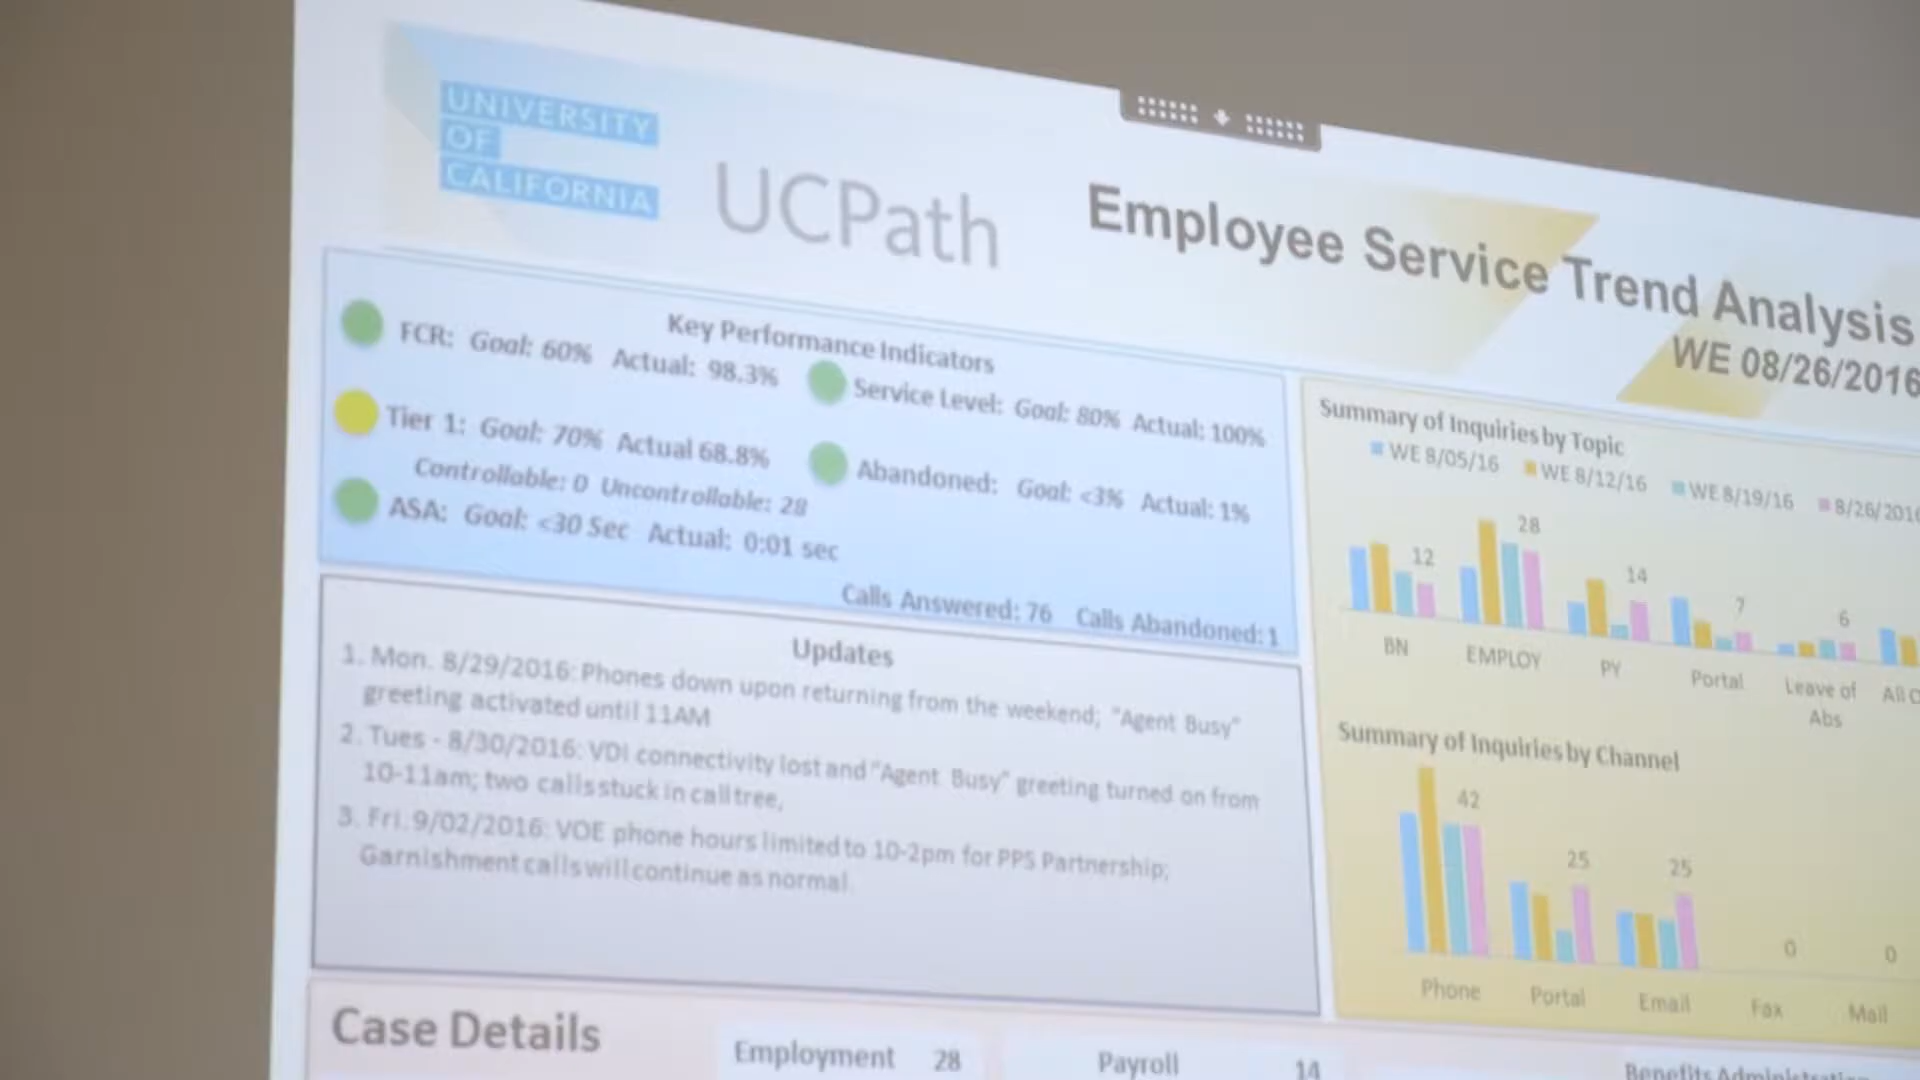 UNIVERSITY
OF
CALIFORNIA
UCPath
Employee Service Trend Analysis
WE 08/26/2016
Key Performance Indicators
FCR: Goal: 60% Actual: 98.3%
Service Level: Goal: 80% Actual: 100%
Tier 1: Goal: 70% Actual 68.8%
Controllable: 0 Uncontrollable: 28
Abandoned: Goal: <3% Actual: 1%
ASA: Goal: <30 Sec Actual: 0:01 sec
Calls Answered: 76 Calls Abandoned: 1
Updates
1. Mon. 8/29/2016: Phones down upon returning from the weekend; "Agent Busy"
greeting activated until 11AM
2. Tues - 8/30/2016: VDI connectivity lost and "Agent Busy" greeting turned on from
10-11am; two calls stuck in call tree,
3. Fri. 9/02/2016: VOE phone hours limited to 10-2pm for PPS Partnership;
Garnishment calls will continue as normal.
Summary of Inquiries by Topic
WE 8/05/16 WE 8/12/16 WE 8/19/16 8/26/2016
12 28 14 7 6
BN EMPLOY PY Portal Leave of Abs All
Summary of Inquiries by Channel
42 25 25 0 0
Phone Portal Email Fax Mail
Case Details
Employment 28 Payroll 14 Benefits Administration